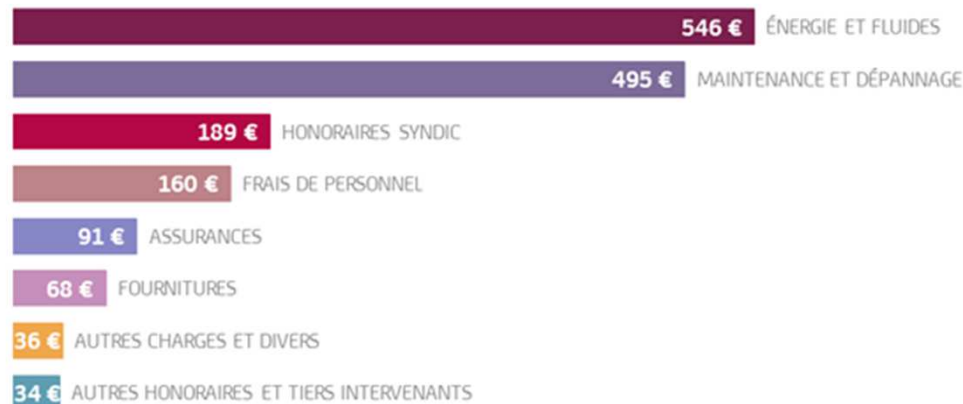 546 € ÉNERGIE ET FLUIDES
495 € MAINTENANCE ET DÉPANNAGE
189 € HONORAIRES SYNDIC
160 € FRAIS DE PERSONNEL
91 € ASSURANCES
68 € FOURNITURES
36 € AUTRES CHARGES ET DIVERS
34 € AUTRES HONORAIRES ET TIERS INTERVENANTS